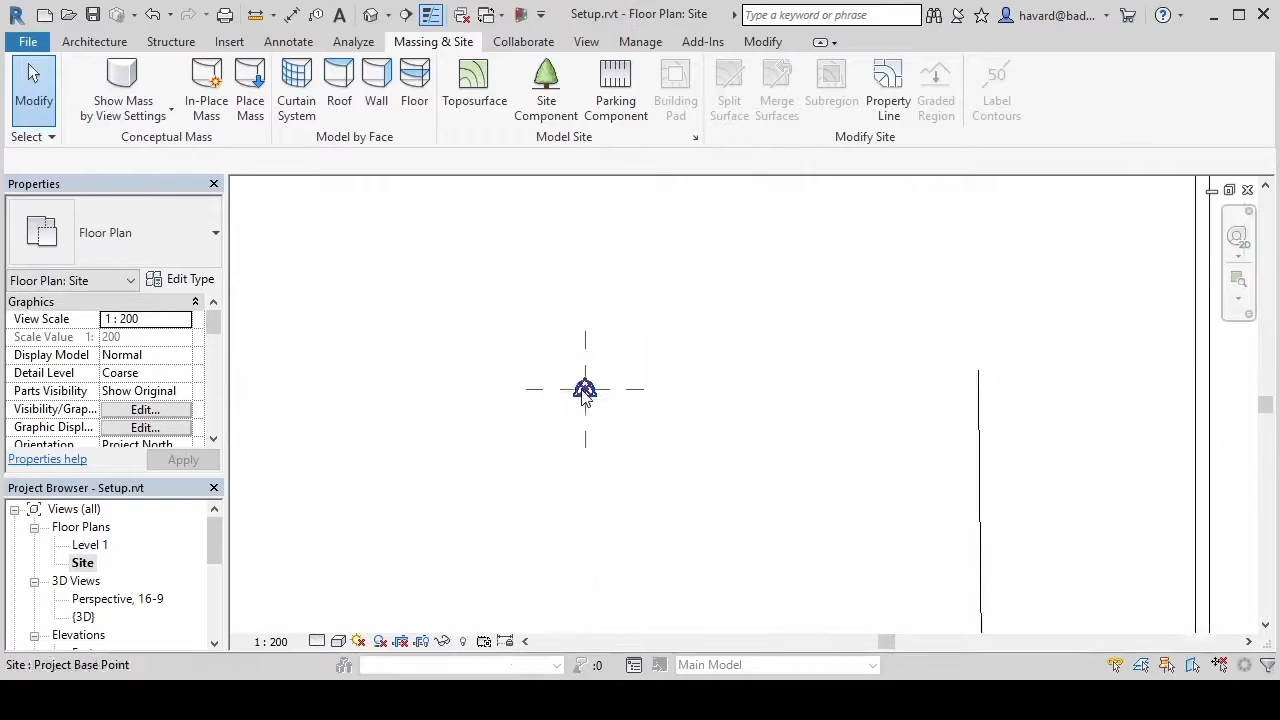 Setup.rvt - Floor Plan: Site
Type a keyword or phrase
havard@bad...
File
Architecture
Structure
Insert
Annotate
Analyze
Massing & Site
Collaborate
View
Manage
Add-Ins
Modify
Modify
Show Mass
by View Settings
In-Place
Mass
Place
Mass
Curtain
System
Roof
Wall
Floor
Toposurface
Site
Component
Parking
Component
Building
Pad
Split
Surface
Merge
Surfaces
Subregion
Property
Line
Graded
Region
50
Label
Contours
Select
Conceptual Mass
Model by Face
Model Site
Modify Site
Properties
Floor Plan
Floor Plan: Site
Edit Type
Graphics
View Scale 1 : 200
Scale Value 1: 200
Display Model Normal
Detail Level Coarse
Parts Visibility Show Original
Visibility/Grap... Edit...
Graphic Displ... Edit...
Orientation Project North
Properties help
Apply
Project Browser - Setup.rvt
Views (all)
Floor Plans
Level 1
Site
3D Views
Perspective, 16-9
{3D}
Elevations
2D
1 : 200
Site : Project Base Point
:0
Main Model